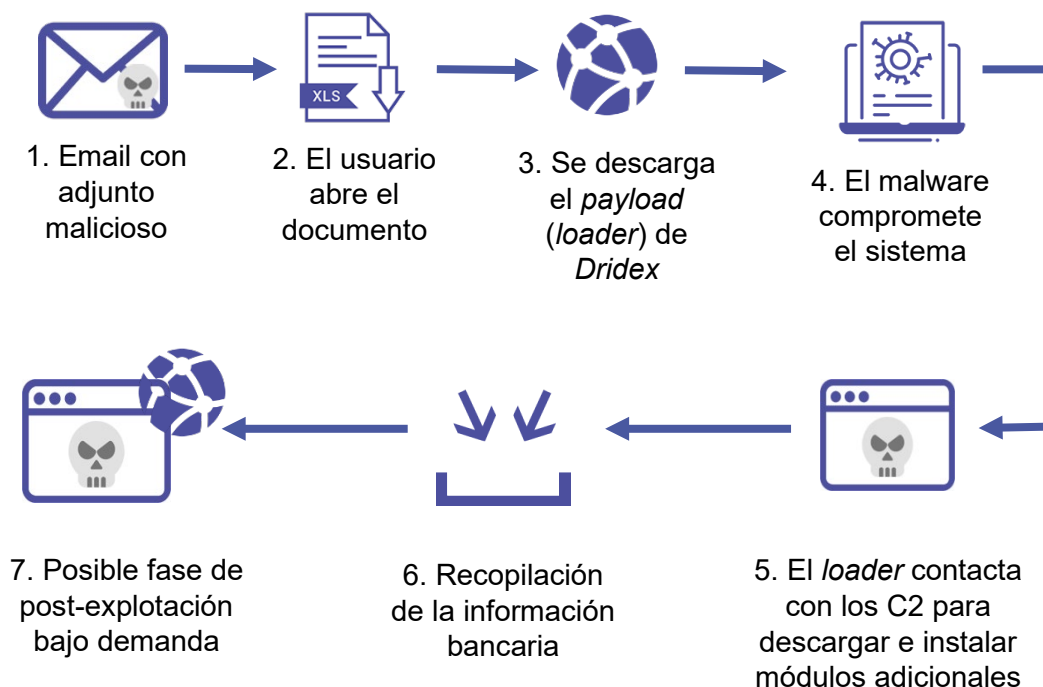 XLS
1. Email con
adjunto
malicioso
2. El usuario
abre el
documento
3. Se descarga
el payload
(loader) de
Dridex
4. El malware
compromete
el sistema
5. El loader contacta
con los C2 para
descargar e instalar
módulos adicionales
6. Recopilación
de la información
bancaria
7. Posible fase de
post-explotación
bajo demanda